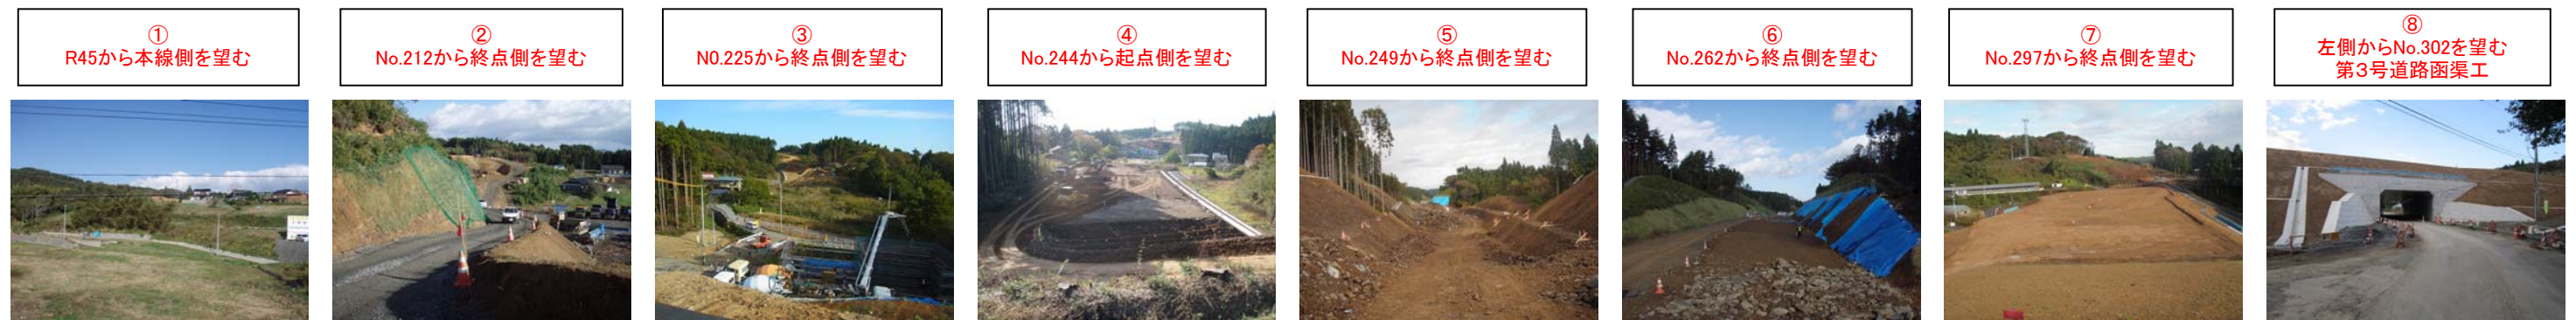 ①
R45から本線側を望む
②
No.212から終点側を望む
③
N0.225から終点側を望む
④
No.244から起点側を望む
⑤
No.249から終点側を望む
⑥
No.262から終点側を望む
⑦
No.297から終点側を望む
⑧
左側からNo.302を望む
第3号道路函渠工